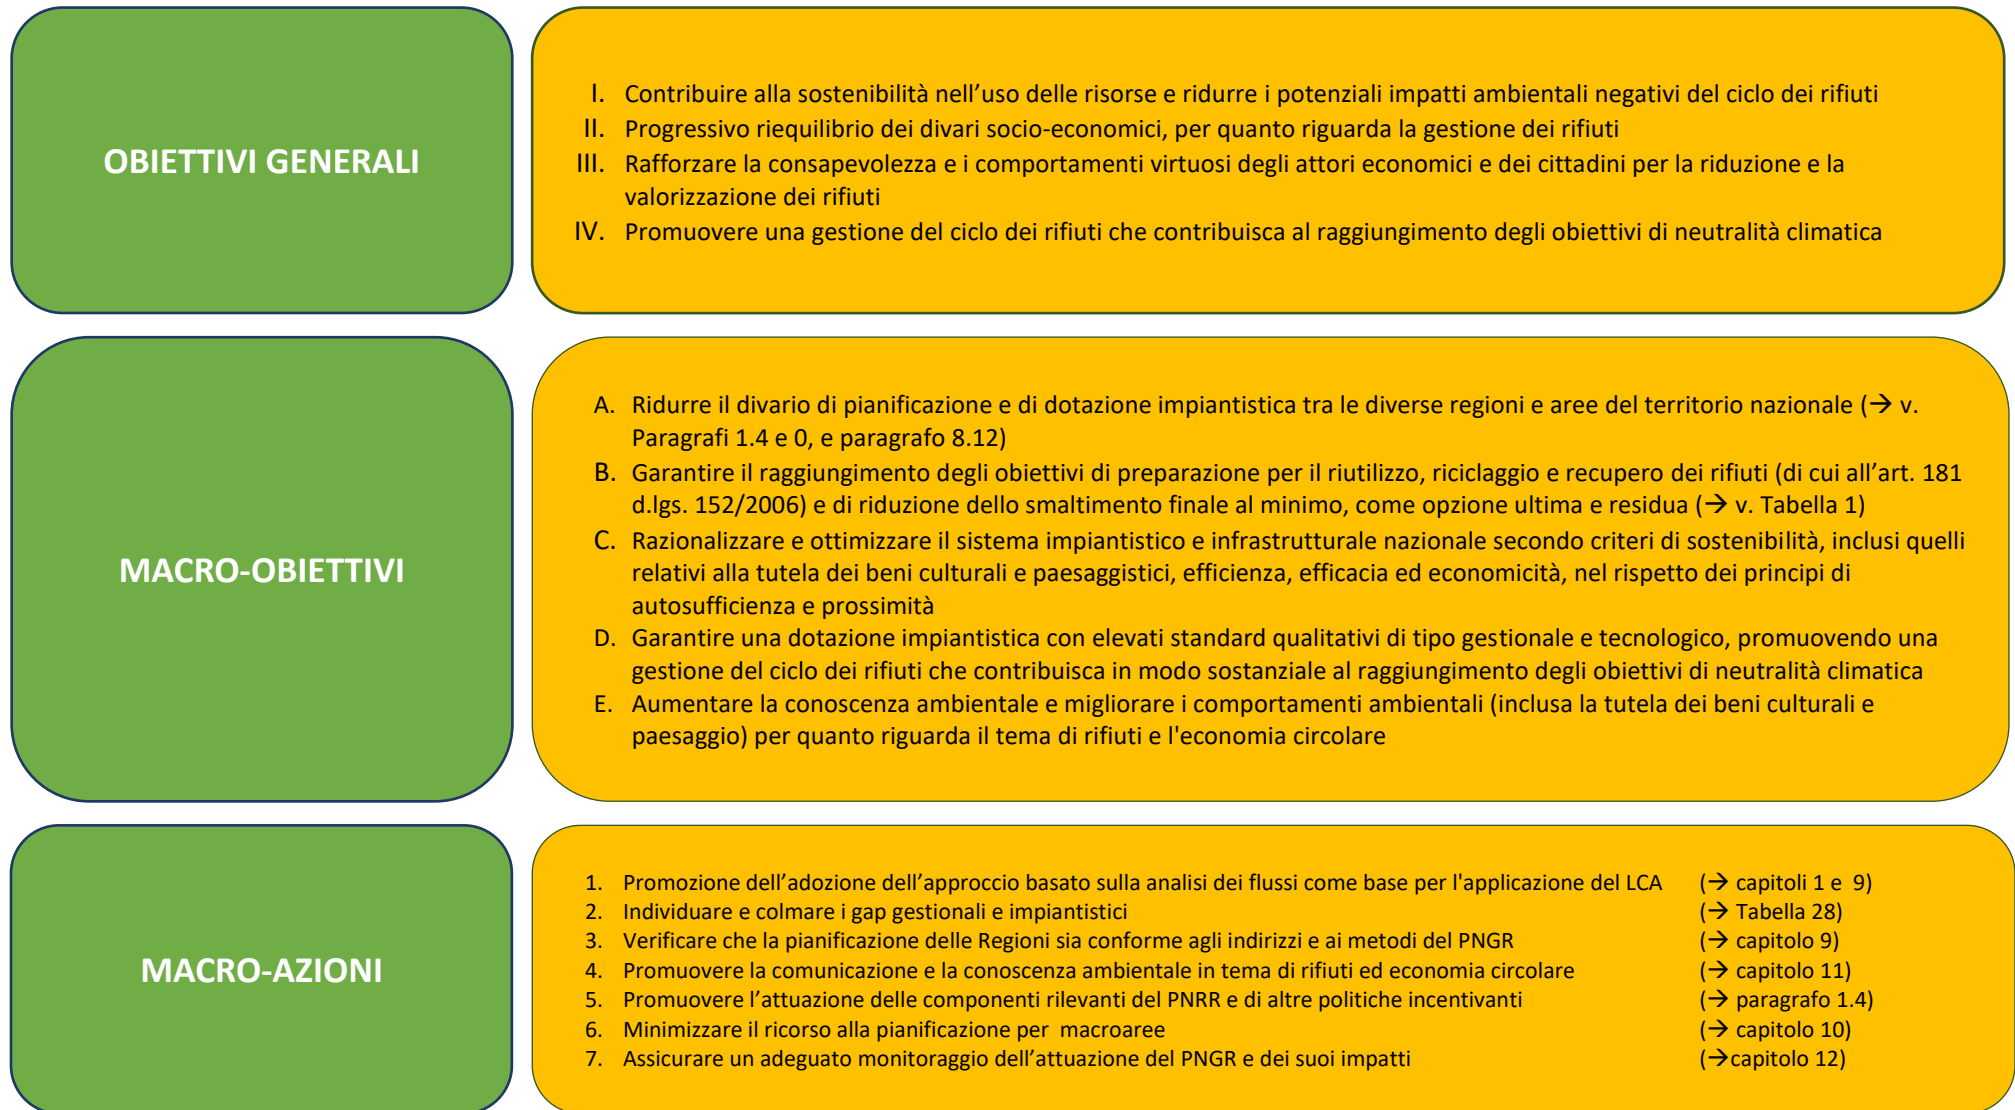 OBIETTIVI GENERALI
I. Contribuire alla sostenibilità nell’uso delle risorse e ridurre i potenziali impatti ambientali negativi del ciclo dei rifiuti
II. Progressivo riequilibrio dei divari socio-economici, per quanto riguarda la gestione dei rifiuti
III. Rafforzare la consapevolezza e i comportamenti virtuosi degli attori economici e dei cittadini per la riduzione e la
valorizzazione dei rifiuti
IV. Promuovere una gestione del ciclo dei rifiuti che contribuisca al raggiungimento degli obiettivi di neutralità climatica
MACRO-OBIETTIVI
A. Ridurre il divario di pianificazione e di dotazione impiantistica tra le diverse regioni e aree del territorio nazionale (→ v.
Paragrafi 1.4 e 0, e paragrafo 8.12)
B. Garantire il raggiungimento degli obiettivi di preparazione per il riutilizzo, riciclaggio e recupero dei rifiuti (di cui all’art. 181
d.lgs. 152/2006) e di riduzione dello smaltimento finale al minimo, come opzione ultima e residua (→ v. Tabella 1)
C. Razionalizzare e ottimizzare il sistema impiantistico e infrastrutturale nazionale secondo criteri di sostenibilità, inclusi quelli
relativi alla tutela dei beni culturali e paesaggistici, efficienza, efficacia ed economicità, nel rispetto dei principi di
autosufficienza e prossimità
D. Garantire una dotazione impiantistica con elevati standard qualitativi di tipo gestionale e tecnologico, promuovendo una
gestione del ciclo dei rifiuti che contribuisca in modo sostanziale al raggiungimento degli obiettivi di neutralità climatica
E. Aumentare la conoscenza ambientale e migliorare i comportamenti ambientali (inclusa la tutela dei beni culturali e
paesaggio) per quanto riguarda il tema di rifiuti e l'economia circolare
MACRO-AZIONI
1. Promozione dell’adozione dell’approccio basato sulla analisi dei flussi come base per l'applicazione del LCA (→ capitoli 1 e 9)
2. Individuare e colmare i gap gestionali e impiantistici (→ Tabella 28)
3. Verificare che la pianificazione delle Regioni sia conforme agli indirizzi e ai metodi del PNGR (→ capitolo 9)
4. Promuovere la comunicazione e la conoscenza ambientale in tema di rifiuti ed economia circolare (→ capitolo 11)
5. Promuovere l’attuazione delle componenti rilevanti del PNRR e di altre politiche incentivanti (→ paragrafo 1.4)
6. Minimizzare il ricorso alla pianificazione per macroaree (→ capitolo 10)
7. Assicurare un adeguato monitoraggio dell’attuazione del PNGR e dei suoi impatti (→capitolo 12)